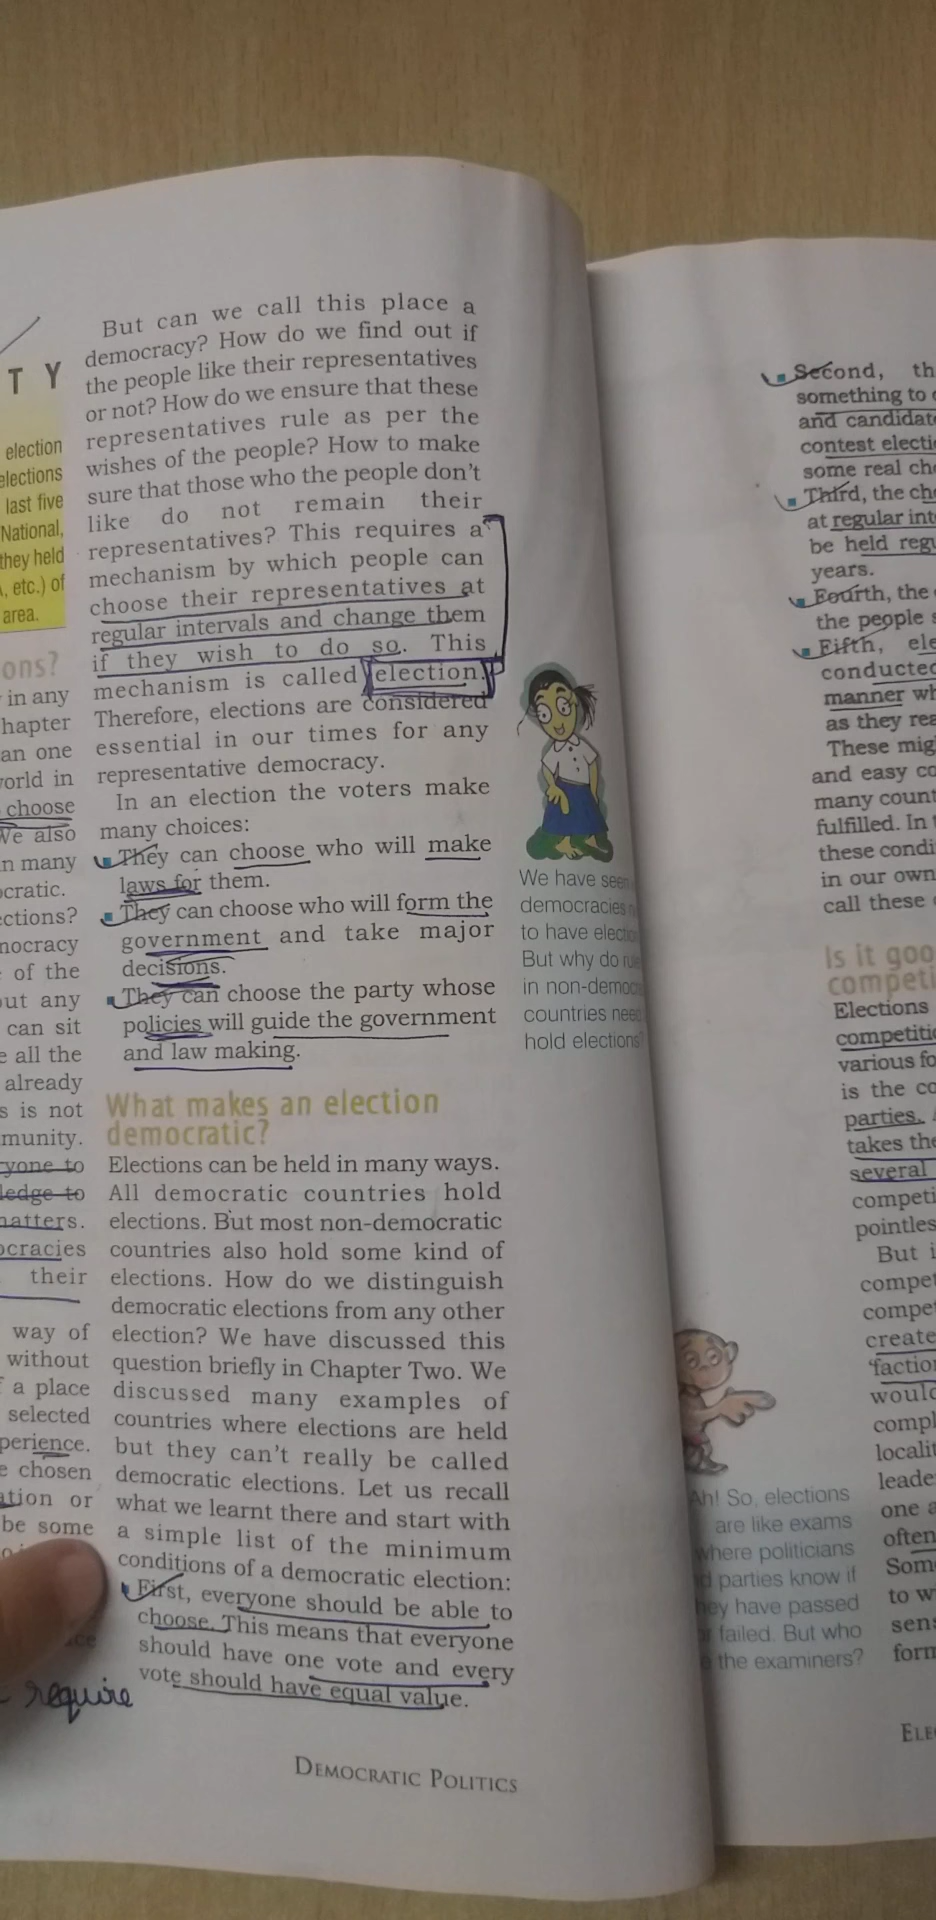 T Y
election
elections
last five
National,
they held
, etc.) of
area.
ons?
in any
hapter
an one
world in
choose
We also
n many
ocratic.
ections?
mocracy
of the
out any
can sit
e all the
already
s is not
munity.
ryone to
ledge to
matters.
ocracies
their
way of
without
a place
selected
perience.
e chosen
ation or
be some
require
But can we call this place a
democracy? How do we find out if
the people like their representatives
or not? How do we ensure that these
representatives rule as per the
wishes of the people? How to make
sure that those who the people don't
like do not remain their
representatives? This requires a
mechanism by which people can
choose their representatives at
regular intervals and change them
if they wish to do so. This
mechanism is called election.
Therefore, elections are considered
essential in our times for any
representative democracy.
In an election the voters make
many choices:
They can choose who will make
laws for them.
They can choose who will form the
government and take major
decisions.
They can choose the party whose
policies will guide the government
and law making.
What makes an election
democratic?
Elections can be held in many ways.
All democratic countries hold
elections. But most non-democratic
countries also hold some kind of
elections. How do we distinguish
democratic elections from any other
election? We have discussed this
question briefly in Chapter Two. We
discussed many examples of
countries where elections are held
but they can't really be called
democratic elections. Let us recall
what we learnt there and start with
a simple list of the minimum
conditions of a democratic election:
First, everyone should be able to
choose. This means that everyone
should have one vote and every
vote should have equal value.
We have seen
democracies
to have electio
But why do rul
in non-democ
countries need
hold elections?
DEMOCRATIC POLITICS
Second, th
something to
and candidat
contest electi
some real cho
Third, the cho
at regular int
be held regu
years.
Fourth, the
the people s
Fifth, ele
conducted
manner wh
as they rea
These mig
and easy co
many count
fulfilled. In
these condi
in our own
call these
Is it goo
competi
Elections
competitio
various fo
is the co
parties.
takes the
several
competi
pointles
But i
compet
compet
create
'faction
would
compl
localit
leade
one a
often
Som
to w
sens
form
Ah! So, elections
are like exams
where politicians
d parties know if
hey have passed
or failed. But who
e the examiners?
ELE